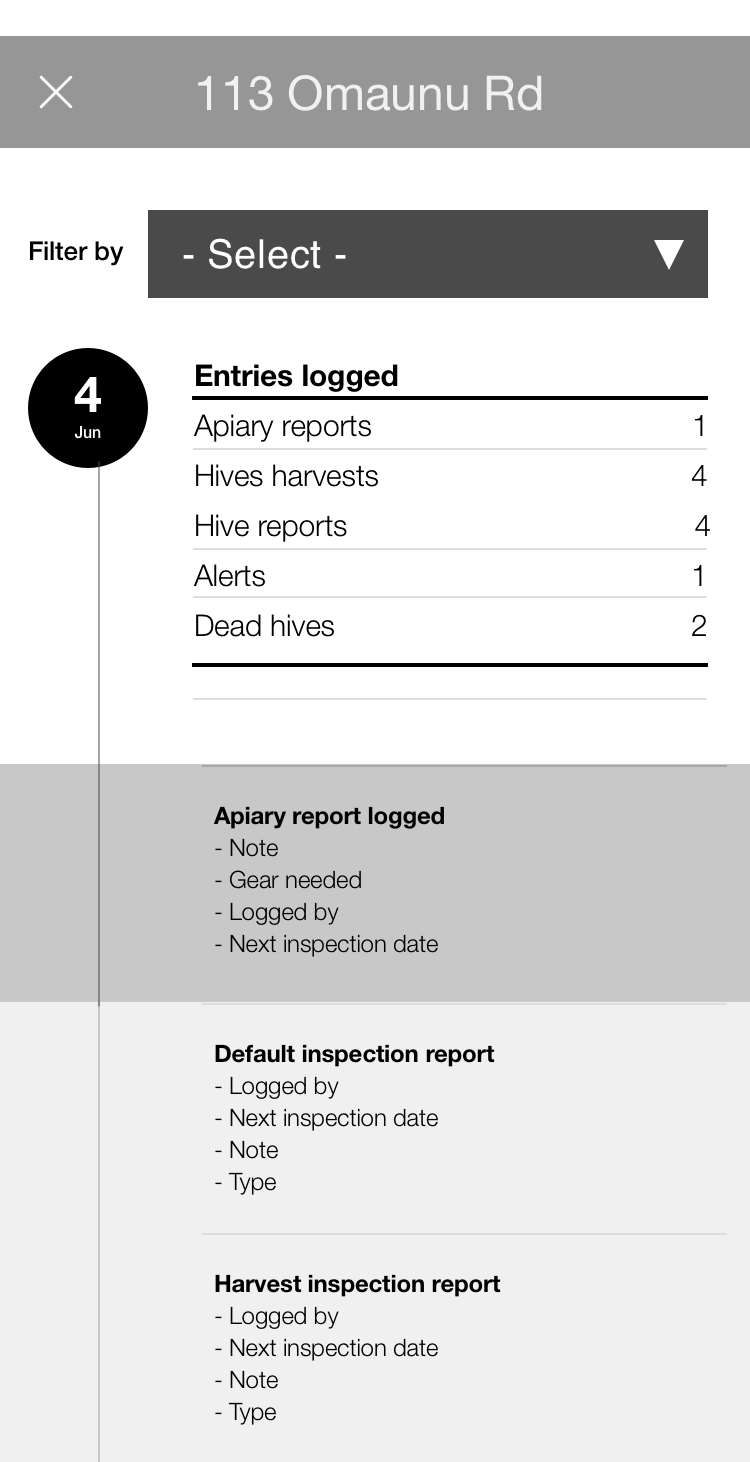 113 Omaunu Rd
Filter by
- Select -
4
Jun
Entries logged
Apiary reports 1
Hives harvests 4
Hive reports 4
Alerts 1
Dead hives 2
Apiary report logged
- Note
- Gear needed
- Logged by
- Next inspection date
Default inspection report
- Logged by
- Next inspection date
- Note
- Type
Harvest inspection report
- Logged by
- Next inspection date
- Note
- Type